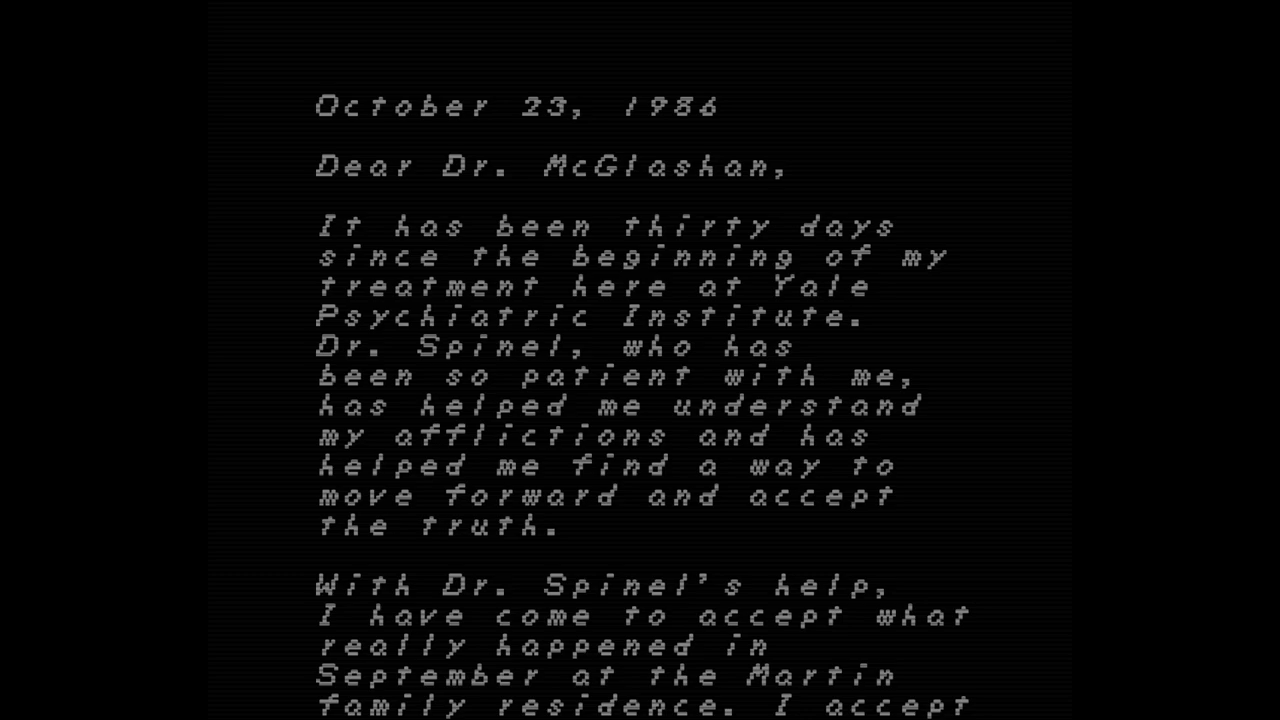 October 23, 1986
Dear Dr. McGlashan,
It has been thirty days
since the beginning of my
treatment here at Yale
Psychiatric Institute.
Dr. Spinel, who has
been so patient with me,
has helped me understand
my afflictions and has
helped me find a way to
move forward and accept
the truth.
With Dr. Spinel's help,
I have come to accept what
really happened in
September at the Martin
family residence. I accept